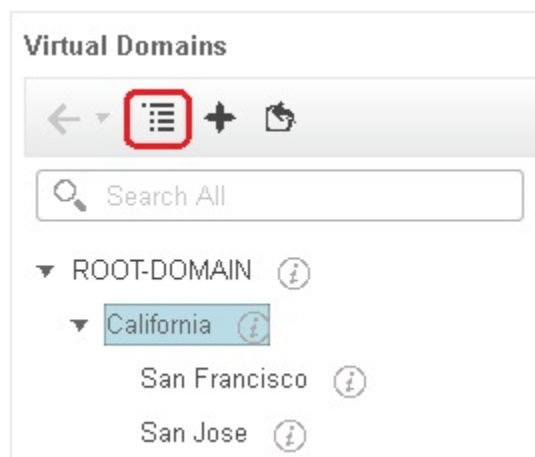 Virtual Domains
Search All
ROOT-DOMAIN
California
San Francisco
San Jose